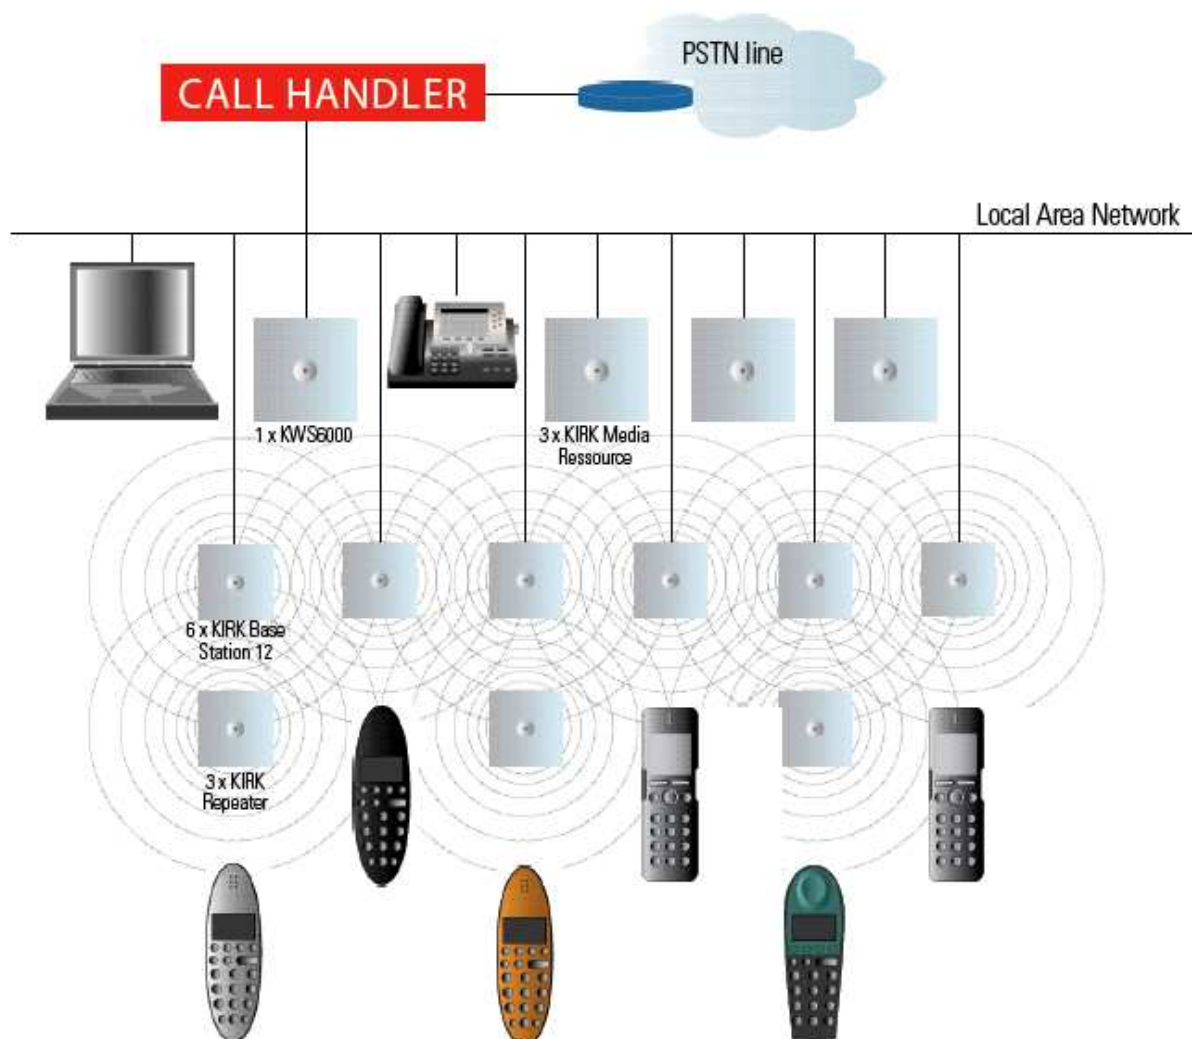 PSTN line
CALL HANDLER
Local Area Network
1 x KWS6000
3 x KIRK Media
Ressource
6 x KIRK Base
Station 12
3 x KIRK
Repeater